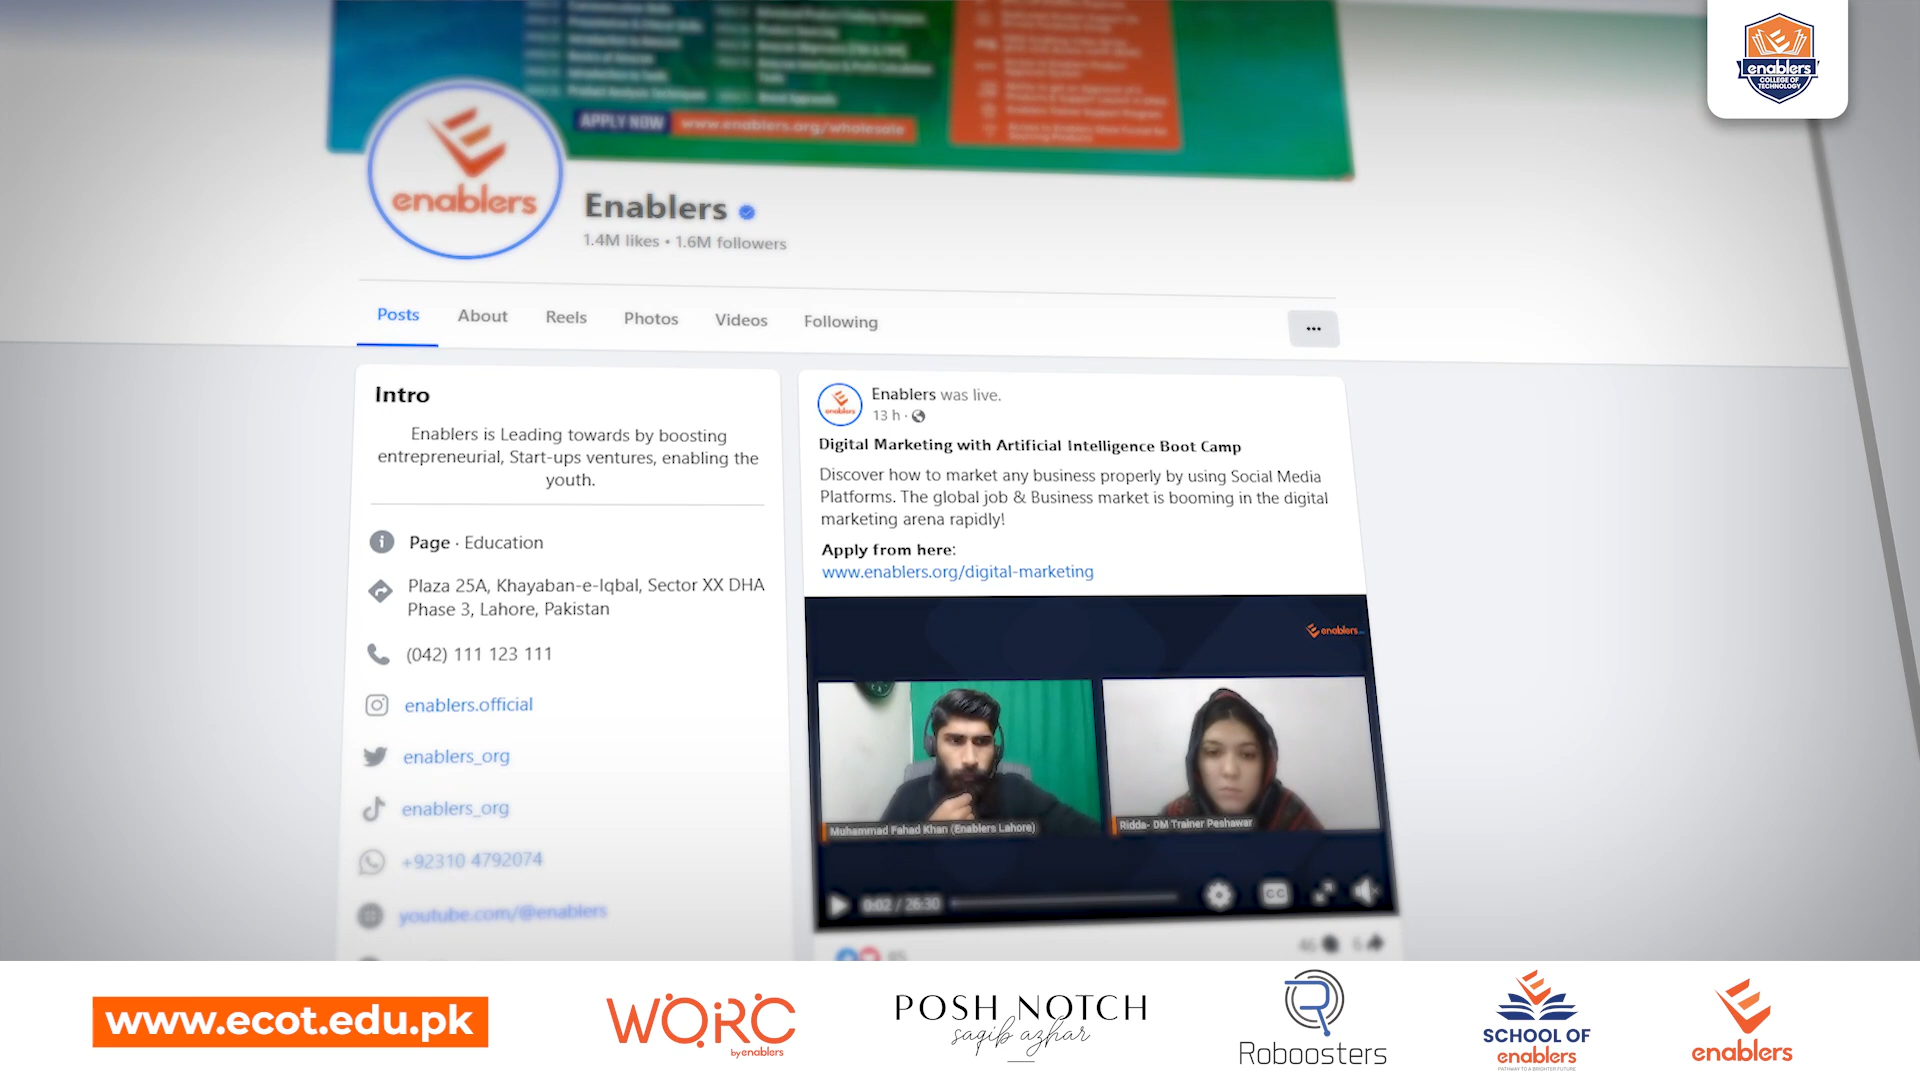 APPLY NOW www.enablers.org/wholesale
enablers
COLLEGE OF
TECHNOLOGY
enablers
Enablers
1.4M likes • 1.6M followers
Posts
About
Reels
Photos
Videos
Following
Intro
Enablers is Leading towards by boosting
entrepreneurial, Start-ups ventures, enabling the
youth.
Page · Education
Plaza 25A, Khayaban-e-Iqbal, Sector XX DHA
Phase 3, Lahore, Pakistan
(042) 111 123 111
enablers.official
enablers_org
enablers_org
+92310 4792074
youtube.com/@enablers
enablers
Enablers was live.
13 h ·
Digital Marketing with Artificial Intelligence Boot Camp
Discover how to market any business properly by using Social Media
Platforms. The global job & Business market is booming in the digital
marketing arena rapidly!
Apply from here:
www.enablers.org/digital-marketing
enablers
Muhammad Fahad Khan (Enablers Lahore)
Ridda- DM Trainer Peshawar
0:02 / 26:30
CC
www.ecot.edu.pk
WORC
by enablers
POSH NOTCH
saqib azhar
Roboosters
SCHOOL OF
enablers
PATHWAY TO A BRIGHTER FUTURE
enablers